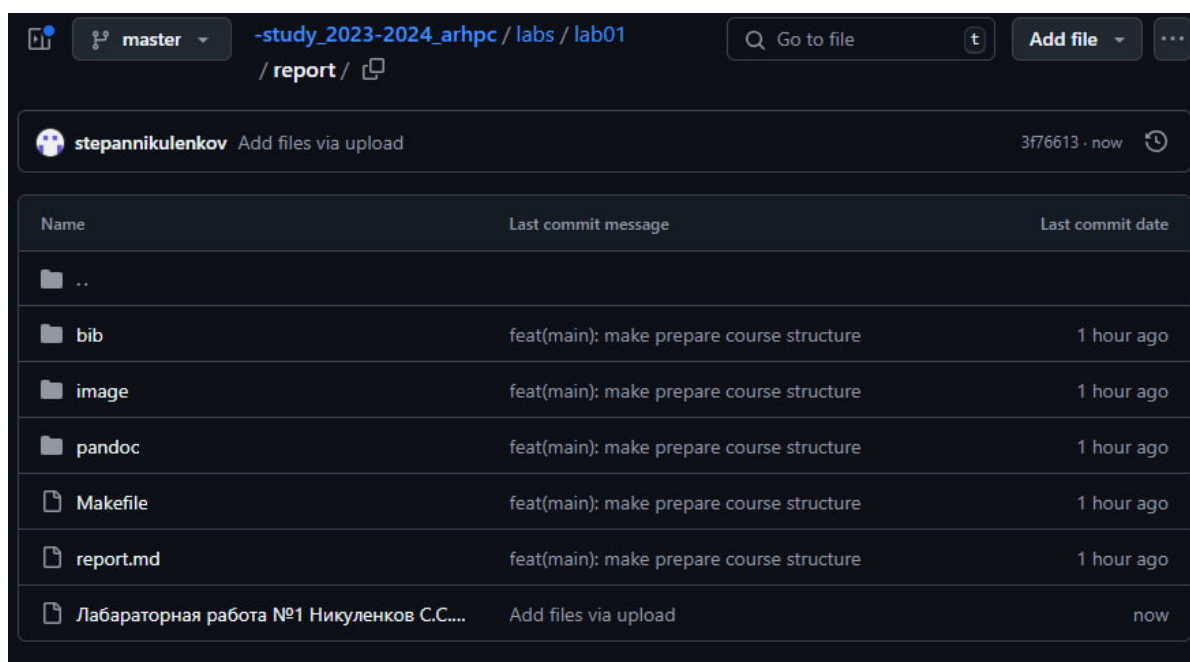 master
-study_2023-2024_arhpc / labs / lab01
/ report /
Go to file
t
Add file
stepannikulenkov Add files via upload
3f76613 · now
Name Last commit message Last commit date
..
bib feat(main): make prepare course structure 1 hour ago
image feat(main): make prepare course structure 1 hour ago
pandoc feat(main): make prepare course structure 1 hour ago
Makefile feat(main): make prepare course structure 1 hour ago
report.md feat(main): make prepare course structure 1 hour ago
Лабараторная работа №1 Никуленков С.С.... Add files via upload now